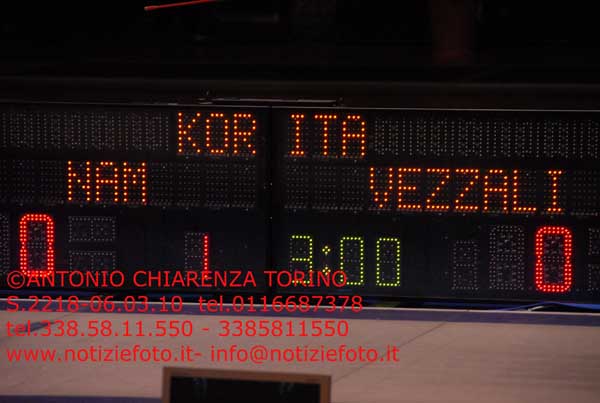 KOR ITA
NAM VEZZALI
0 1 3:00 0
©ANTONIO CHIARENZA TORINO
S.2218-06.03.10 tel.0116687378
tel.338.58.11.550 - 3385811550
www.notiziefoto.it- info@notiziefoto.it